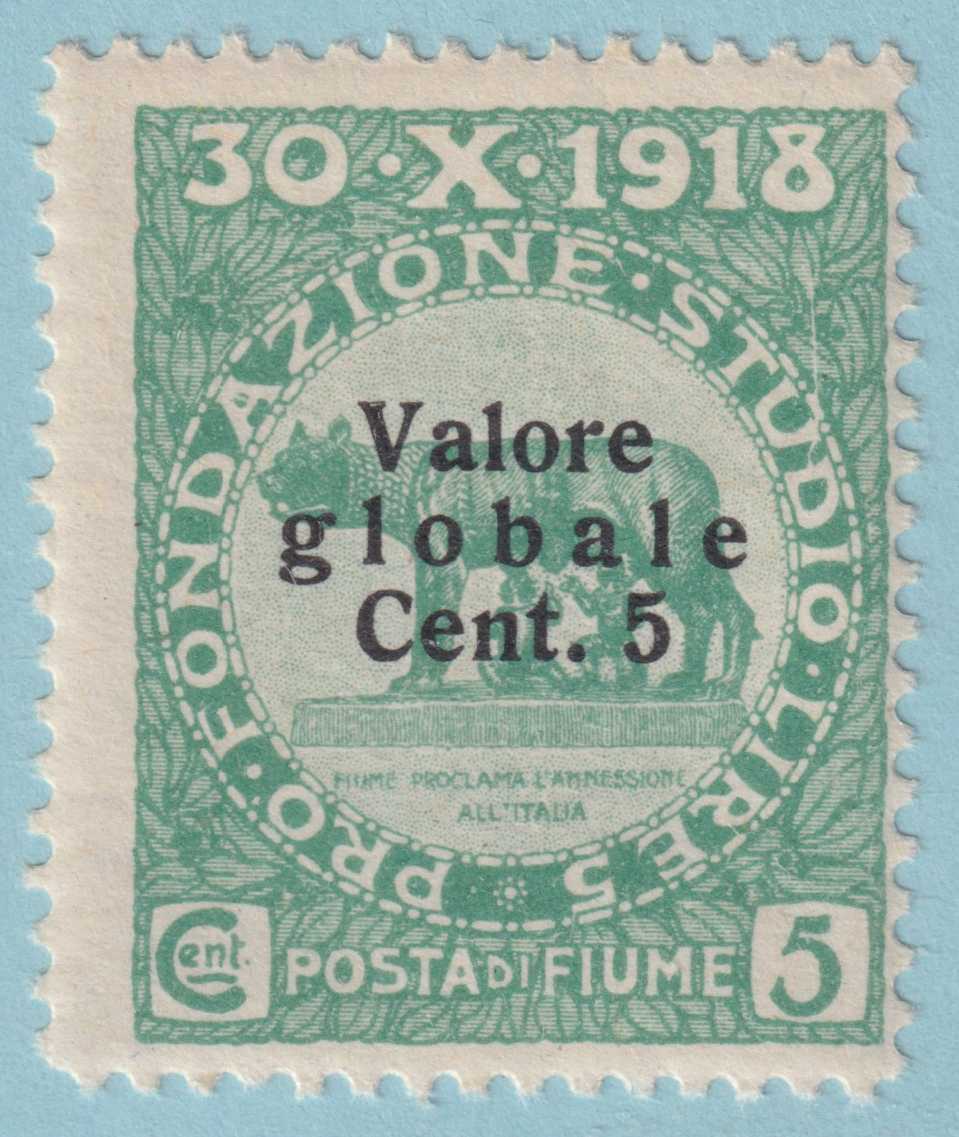 30·X·1918
PRO·FONDAZIONE·STUDIO·LIRE 5
Valore
globale
Cent. 5
FIUME PROCLAMA L'ANNESSIONE
ALL'ITALIA
Cent. POSTA DI FIUME 5